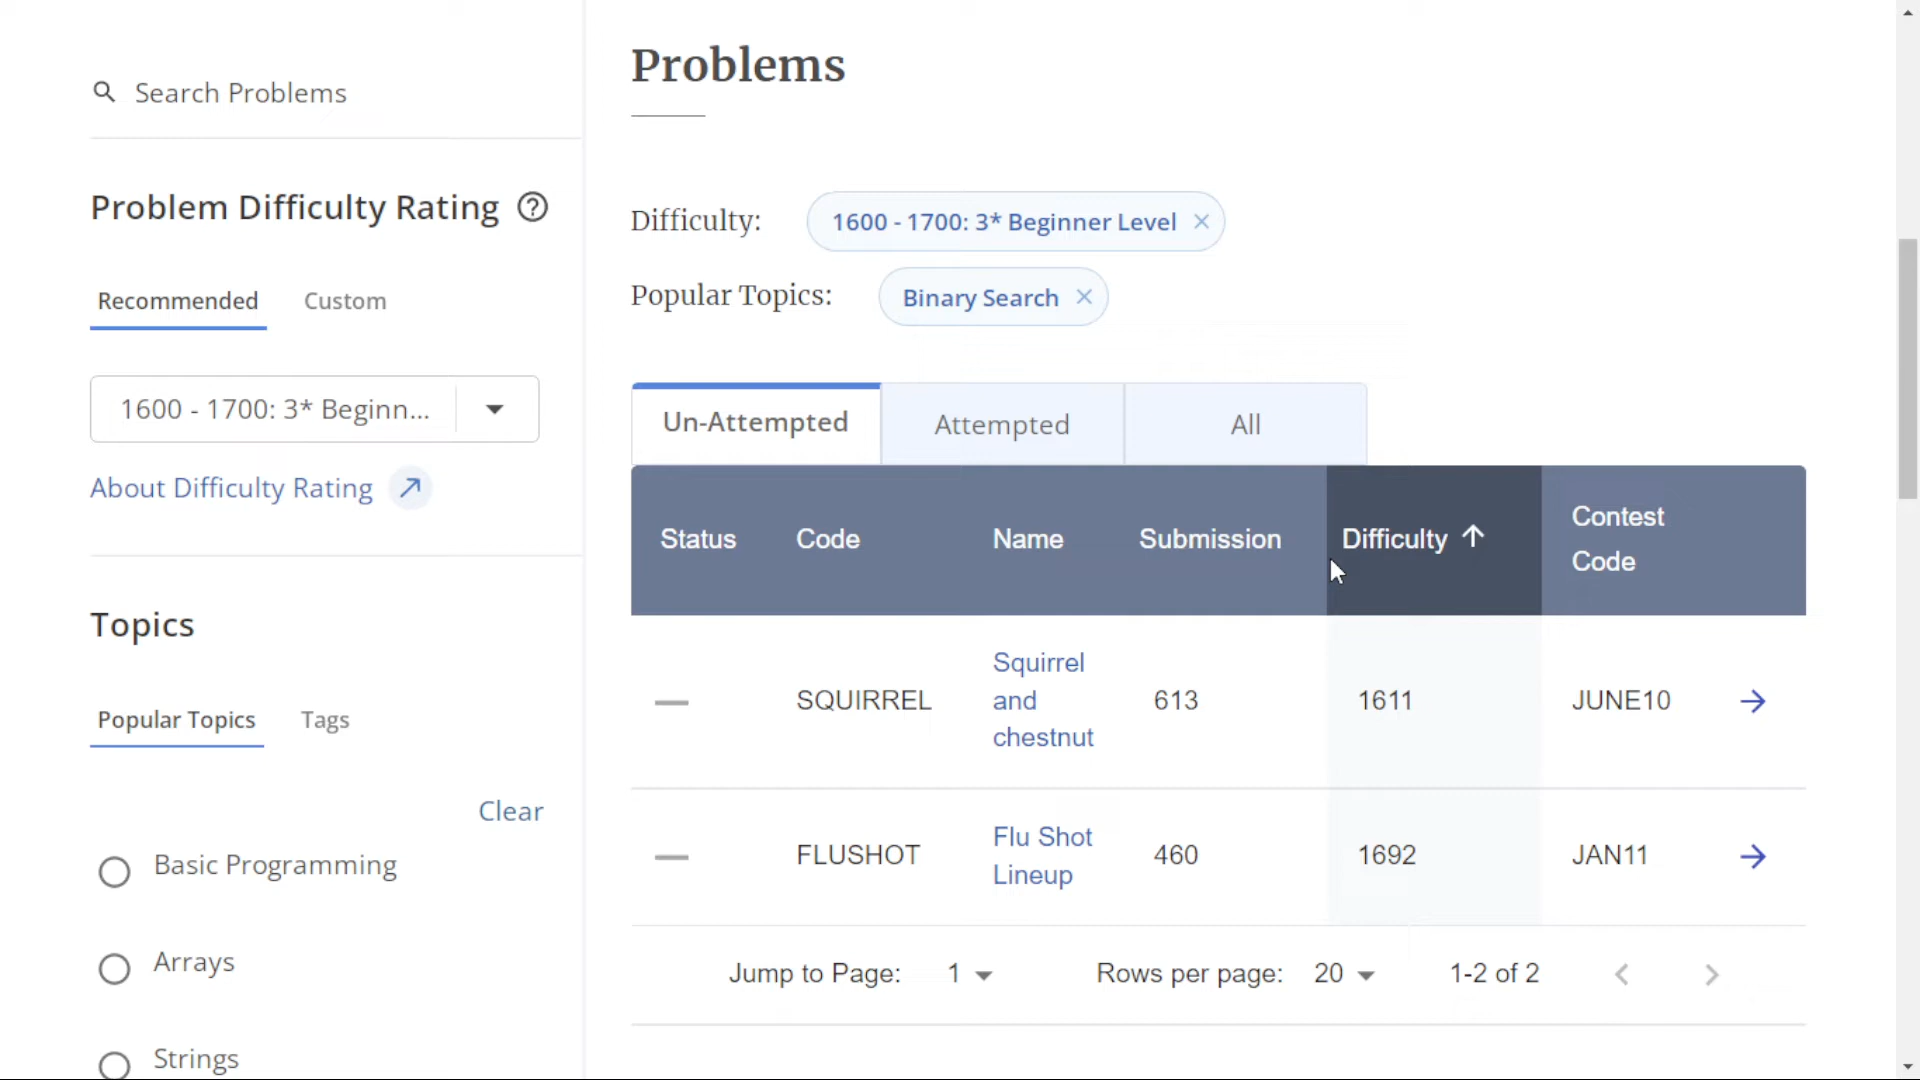 Search Problems
Problem Difficulty Rating
Recommended Custom
1600 - 1700: 3* Beginn...
About Difficulty Rating
Topics
Popular Topics Tags
Clear
Basic Programming
Arrays
Strings
Problems
Difficulty: 1600 - 1700: 3* Beginner Level
Popular Topics: Binary Search
Un-Attempted Attempted All
Status Code Name Submission Difficulty Contest Code
SQUIRREL Squirrel and chestnut 613 1611 JUNE10
FLUSHOT Flu Shot Lineup 460 1692 JAN11
Jump to Page: 1 Rows per page: 20 1-2 of 2